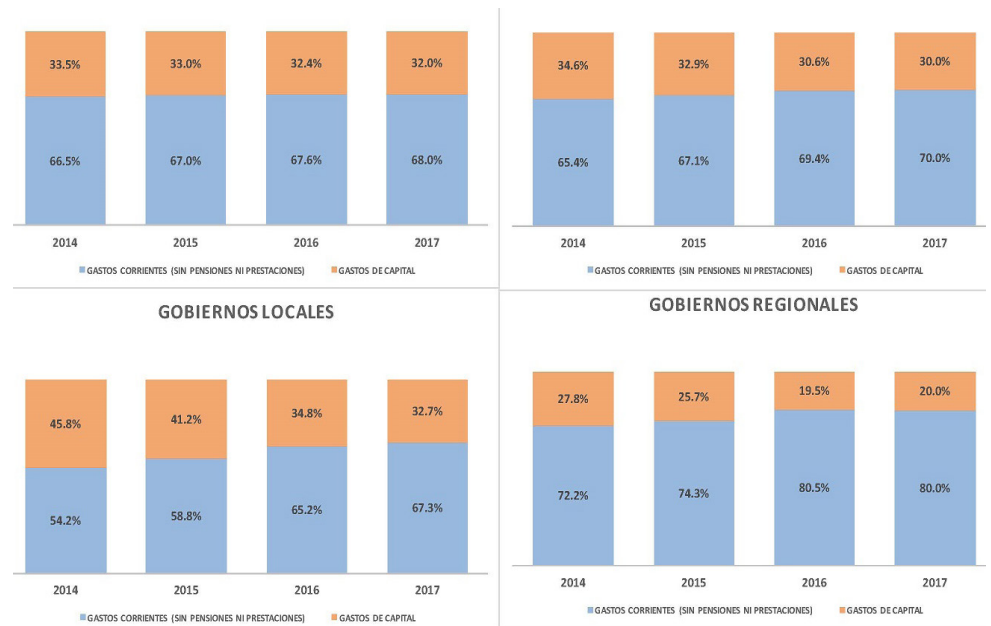 33.5% 33.0% 32.4% 32.0%
66.5% 67.0% 67.6% 68.0%
2014 2015 2016 2017
GASTOS CORRIENTES (SIN PENSIONES NI PRESTACIONES) GASTOS DE CAPITAL
34.6% 32.9% 30.6% 30.0%
65.4% 67.1% 69.4% 70.0%
2014 2015 2016 2017
GASTOS CORRIENTES (SIN PENSIONES NI PRESTACIONES) GASTOS DE CAPITAL
GOBIERNOS LOCALES
45.8% 41.2% 34.8% 32.7%
54.2% 58.8% 65.2% 67.3%
2014 2015 2016 2017
GASTOS CORRIENTES (SIN PENSIONES NI PRESTACIONES) GASTOS DE CAPITAL
GOBIERNOS REGIONALES
27.8% 25.7% 19.5% 20.0%
72.2% 74.3% 80.5% 80.0%
2014 2015 2016 2017
GASTOS CORRIENTES (SIN PENSIONES NI PRESTACIONES) GASTOS DE CAPITAL